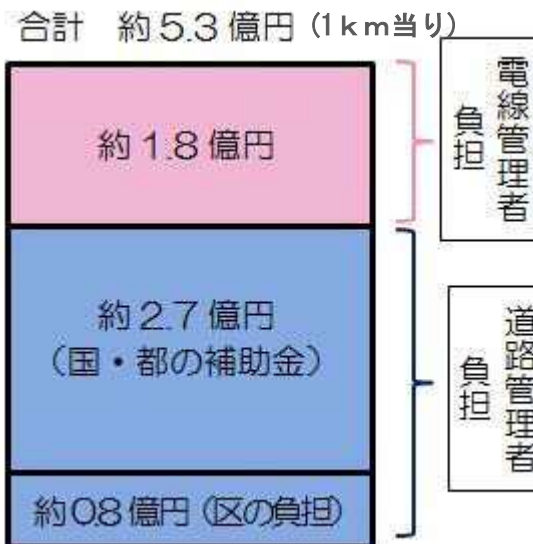 合計 約5.3億円（1km当り）
約1.8億円
電線管理者
負担
約2.7億円
（国・都の補助金）
道路管理者
負担
約0.8億円（区の負担）